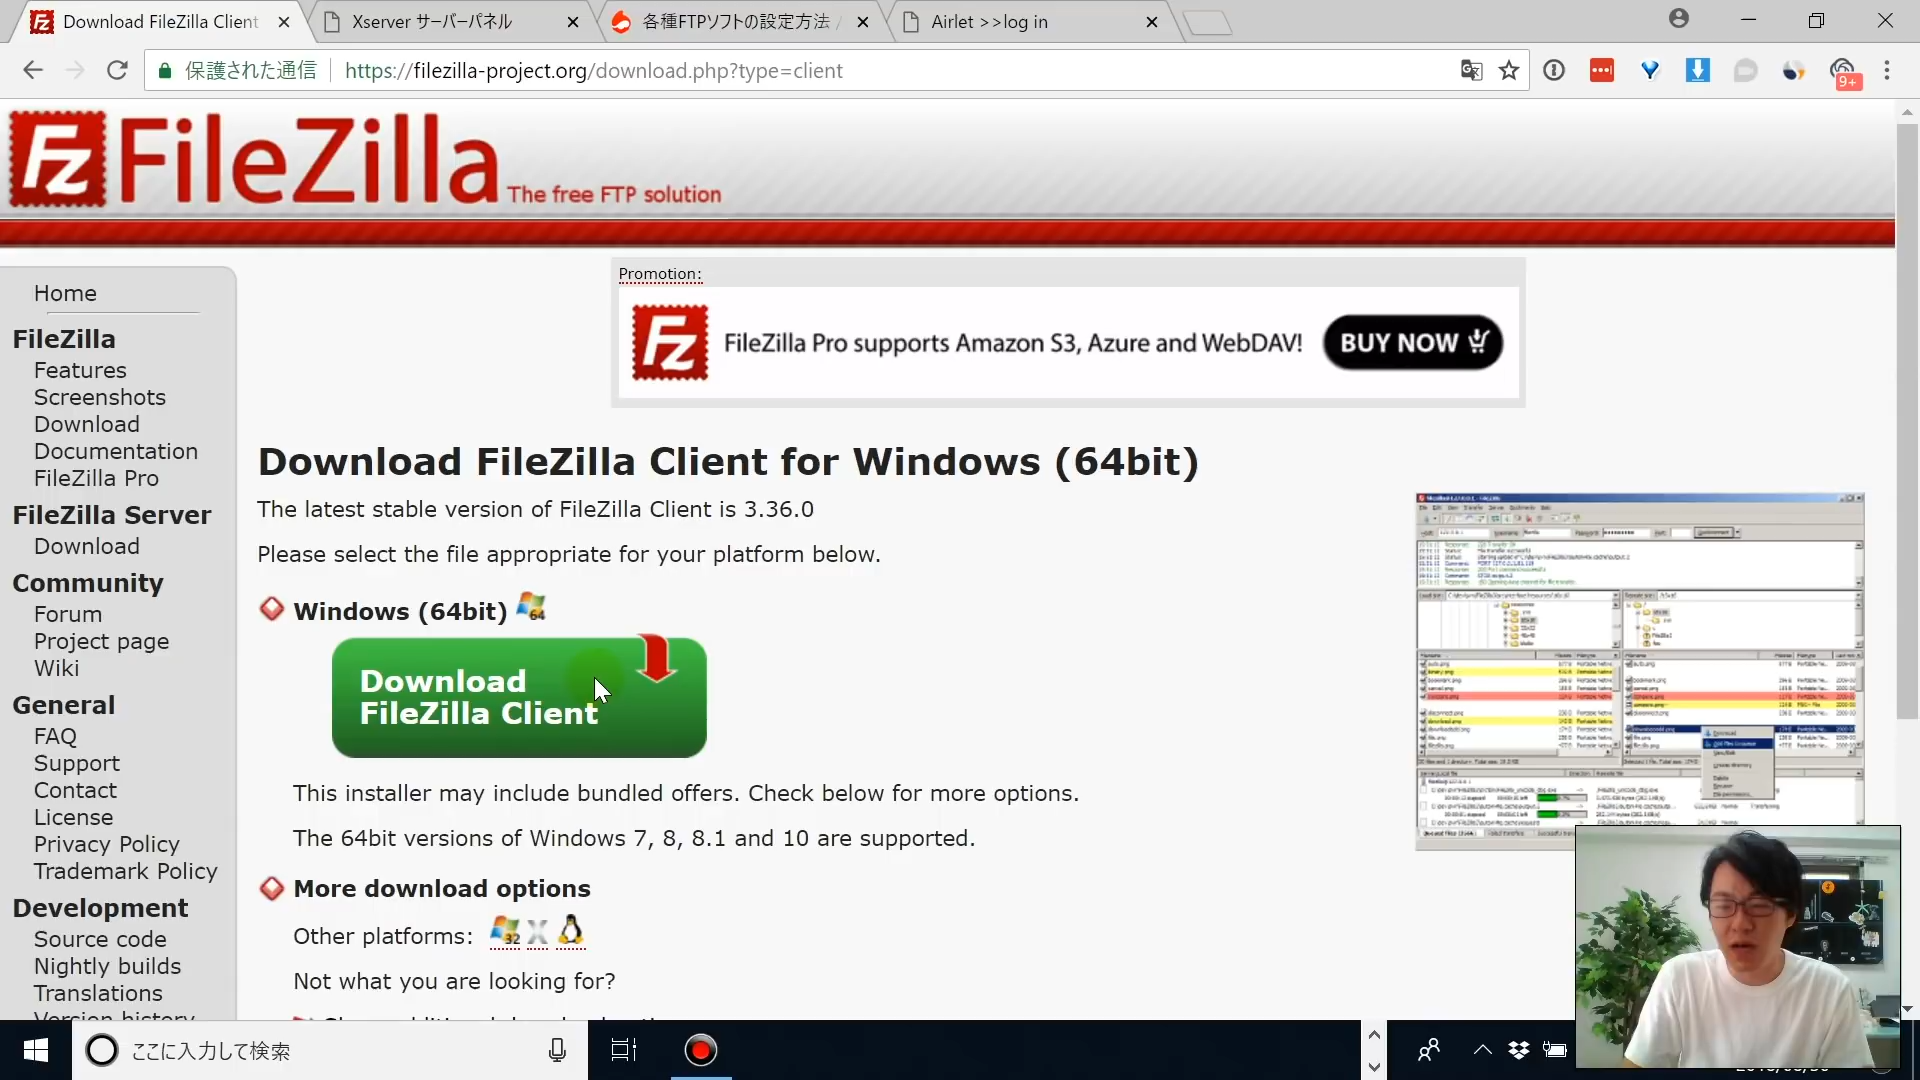 Download FileZilla Client
Xserver サーバーパネル
各種FTPソフトの設定方法
Airlet >>log in
保護された通信
https://filezilla-project.org/download.php?type=client
9+
Fz
FileZilla The free FTP solution
Home
FileZilla
Features
Screenshots
Download
Documentation
FileZilla Pro
FileZilla Server
Download
Community
Forum
Project page
Wiki
General
FAQ
Support
Contact
License
Privacy Policy
Trademark Policy
Development
Source code
Nightly builds
Translations
Version history
Promotion:
Fz
FileZilla Pro supports Amazon S3, Azure and WebDAV!
BUY NOW
Download FileZilla Client for Windows (64bit)
The latest stable version of FileZilla Client is 3.36.0
Please select the file appropriate for your platform below.
Windows (64bit)
64
Download
FileZilla Client
This installer may include bundled offers. Check below for more options.
The 64bit versions of Windows 7, 8, 8.1 and 10 are supported.
More download options
Other platforms:
32
Not what you are looking for?
ここに入力して検索